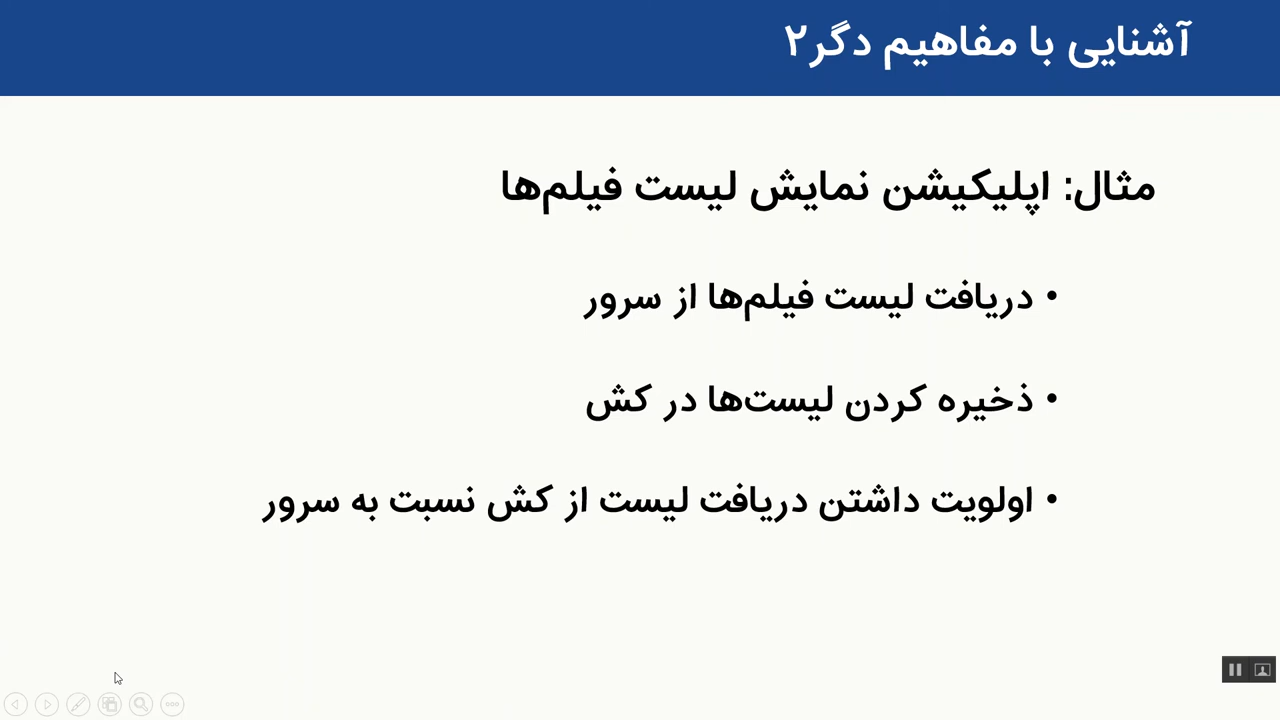 آشنایی با مفاهیم دگر۲
مثال: اپلیکیشن نمایش لیست فیلم‌ها
• دریافت لیست فیلم‌ها از سرور
• ذخیره کردن لیست‌ها در کش
• اولویت داشتن دریافت لیست از کش نسبت به سرور